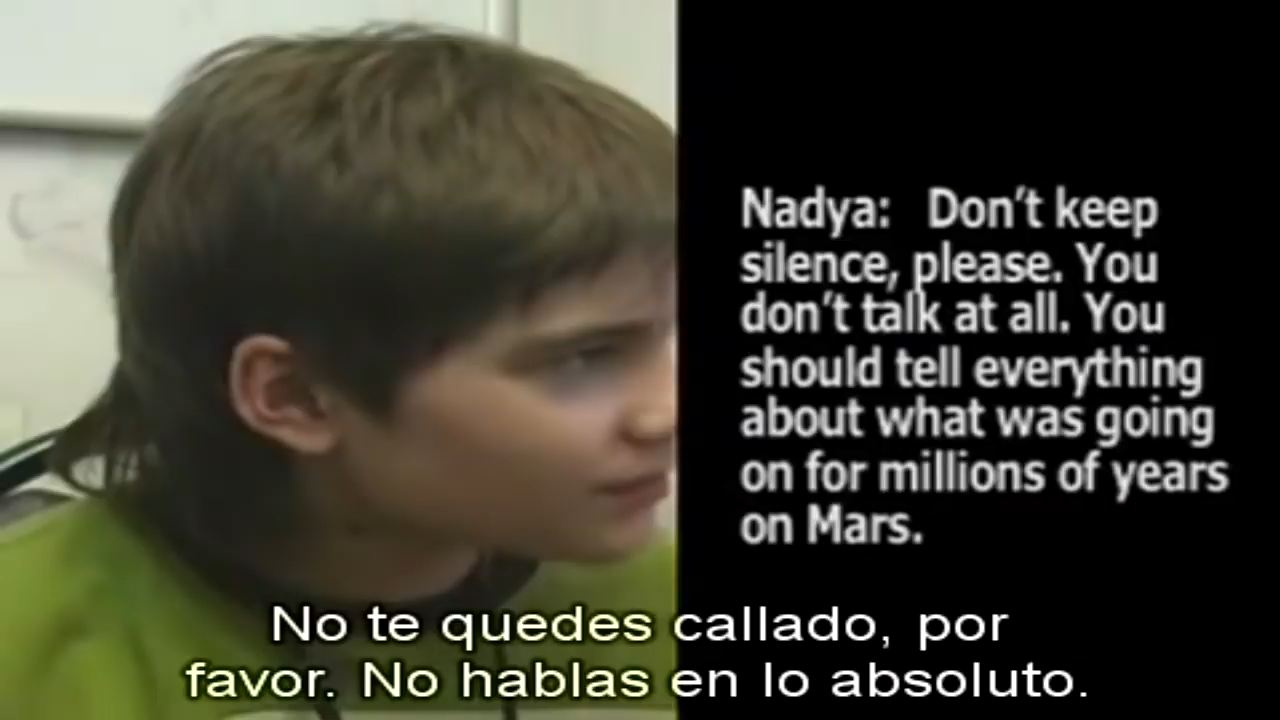 Nadya: Don't keep
silence, please. You
don't talk at all. You
should tell everything
about what was going
on for millions of years
on Mars.
No te quedes callado, por
favor. No hablas en lo absoluto.